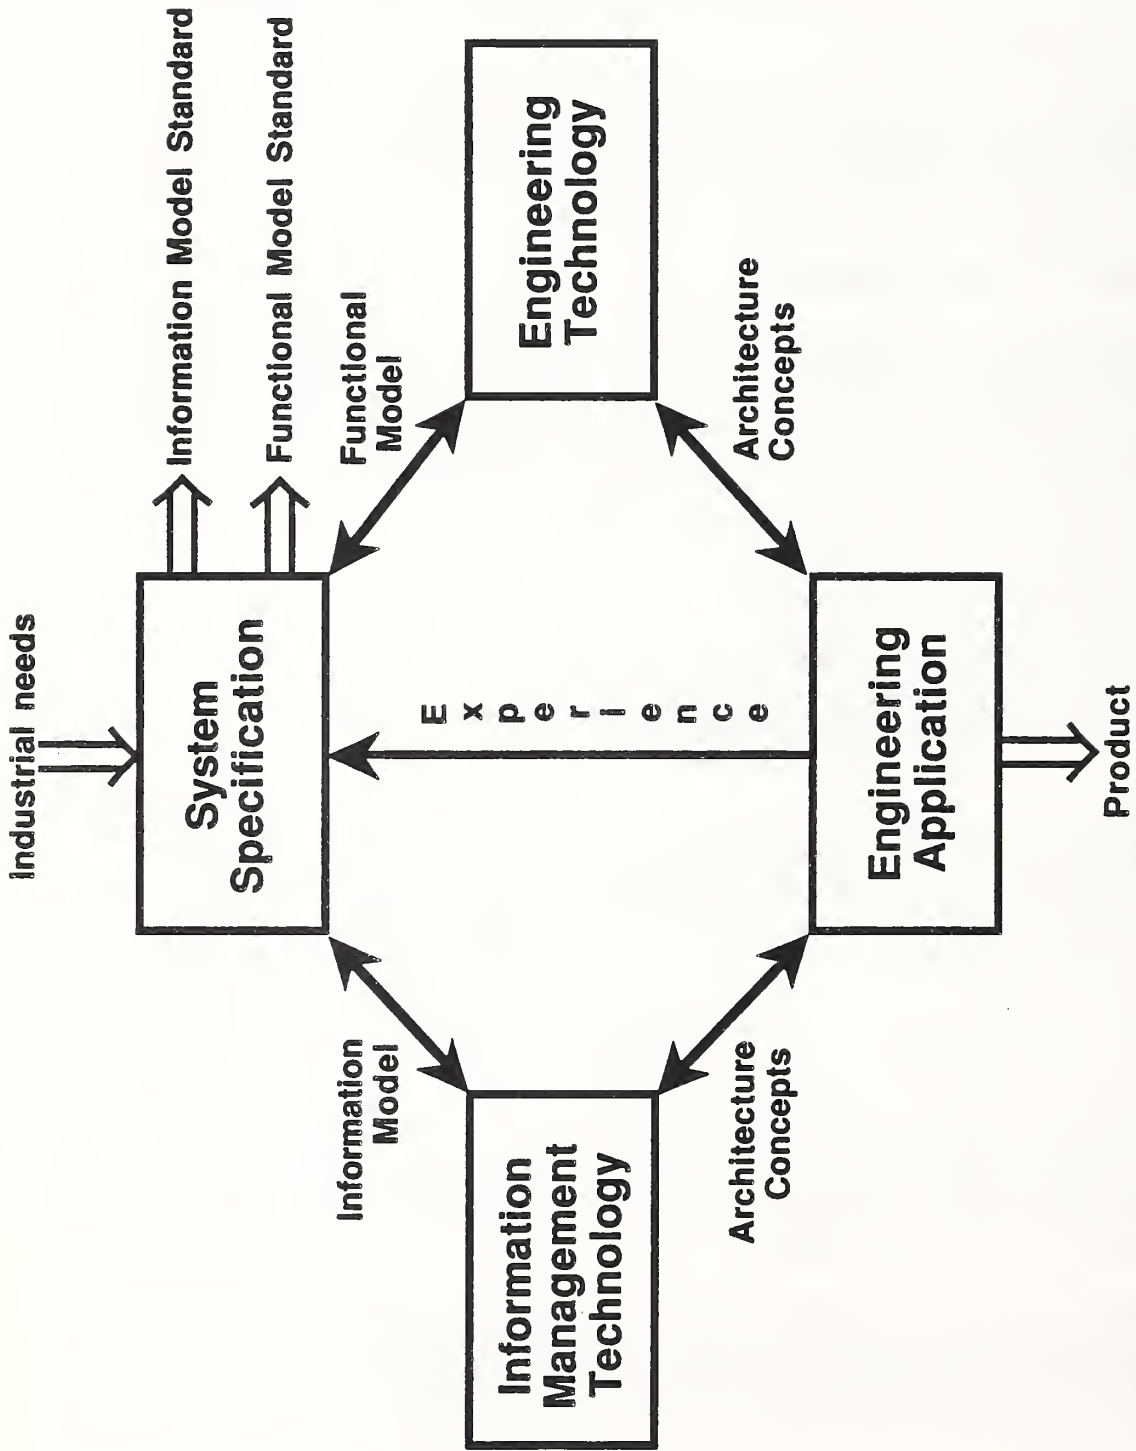 Industrial needs
System
Specification
Information Model Standard
Functional Model Standard
Information
Model
Functional
Model
Information
Management
Technology
Experience
Engineering
Technology
Architecture
Concepts
Architecture
Concepts
Engineering
Application
Product